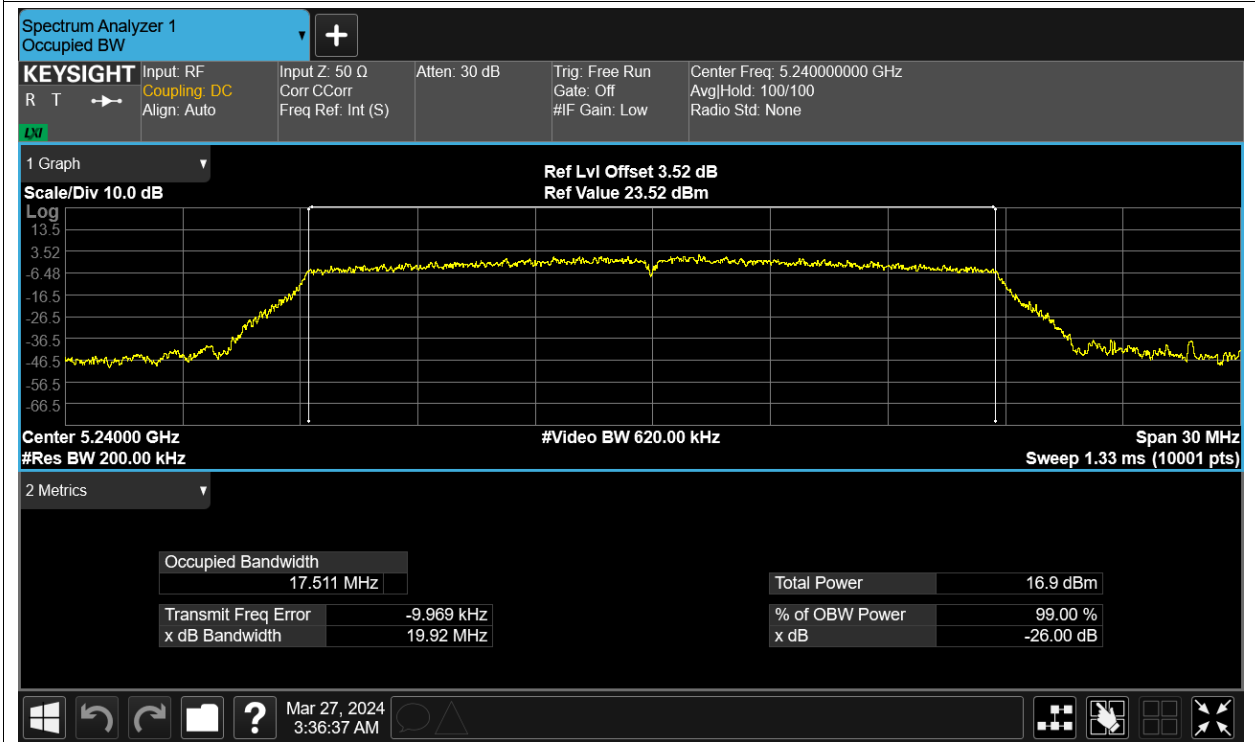 Spectrum Analyzer 1
Occupied BW
KEYSIGHT
R T
LXI
Input: RF
Coupling: DC
Align: Auto
Input Z: 50 Ω
Corr CCorr
Freq Ref: Int (S)
Atten: 30 dB
Trig: Free Run
Gate: Off
#IF Gain: Low
Center Freq: 5.240000000 GHz
Avg|Hold: 100/100
Radio Std: None
1 Graph
Scale/Div 10.0 dB
Ref Lvl Offset 3.52 dB
Ref Value 23.52 dBm
Log
13.5
3.52
-6.48
-16.5
-26.5
-36.5
-46.5
-56.5
-66.5
Center 5.24000 GHz
#Video BW 620.00 kHz
Span 30 MHz
#Res BW 200.00 kHz
Sweep 1.33 ms (10001 pts)
2 Metrics
Occupied Bandwidth
17.511 MHz
Transmit Freq Error -9.969 kHz
x dB Bandwidth 19.92 MHz
Total Power 16.9 dBm
% of OBW Power 99.00 %
x dB -26.00 dB
?
Mar 27, 2024
3:36:37 AM